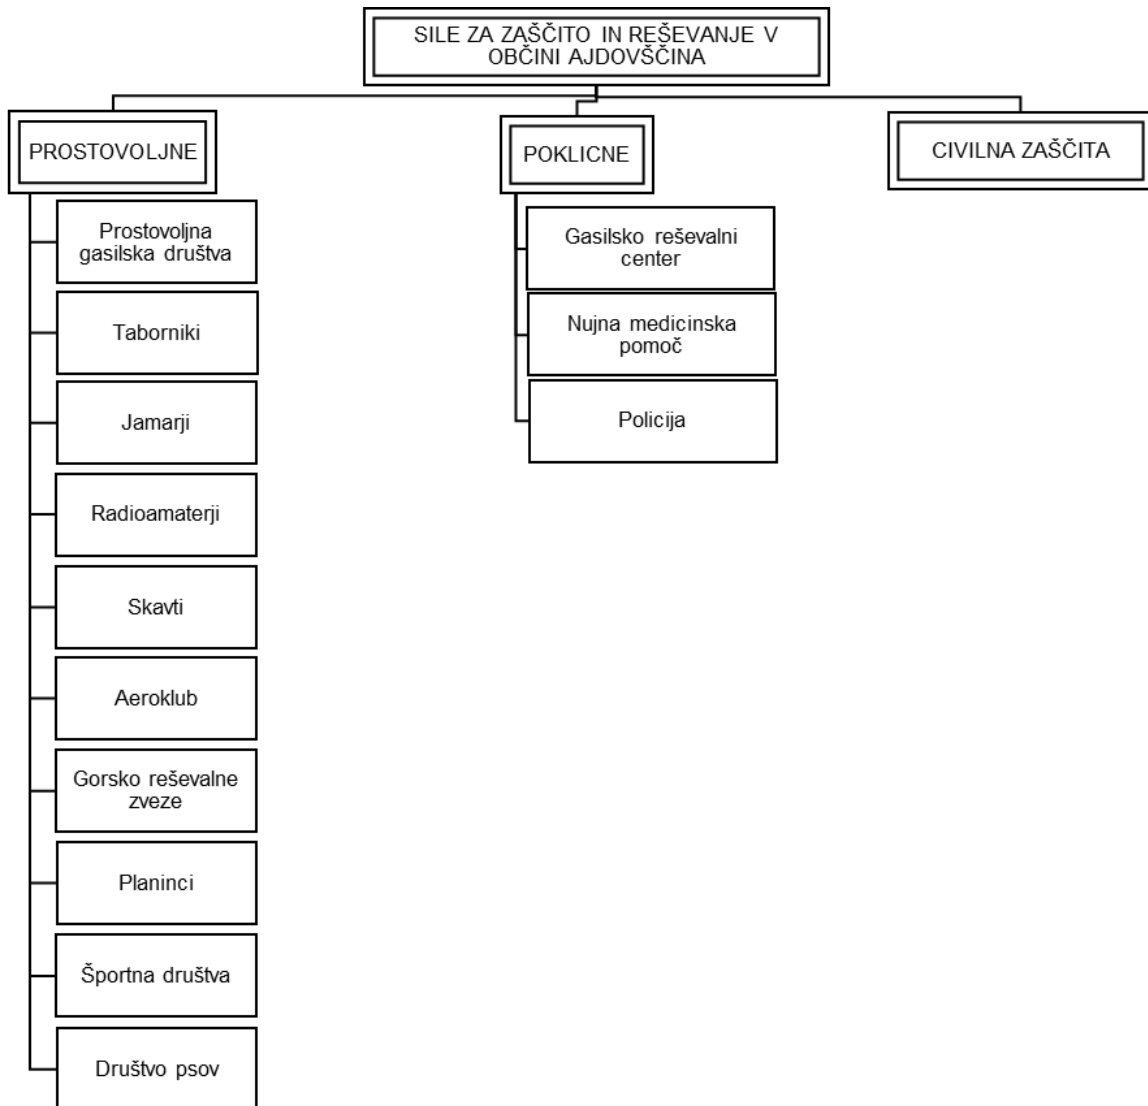 SILE ZA ZAŠČITO IN REŠEVANJE V
OBČINI AJDOVŠČINA
PROSTOVOLJNE
POKLICNE
CIVILNA ZAŠČITA
Prostovoljna
gasilska društva
Taborniki
Jamarji
Radioamaterji
Skavti
Aeroklub
Gorsko reševalne
zveze
Planinci
Športna društva
Društvo psov
Gasilsko reševalni
center
Nujna medicinska
pomoč
Policija